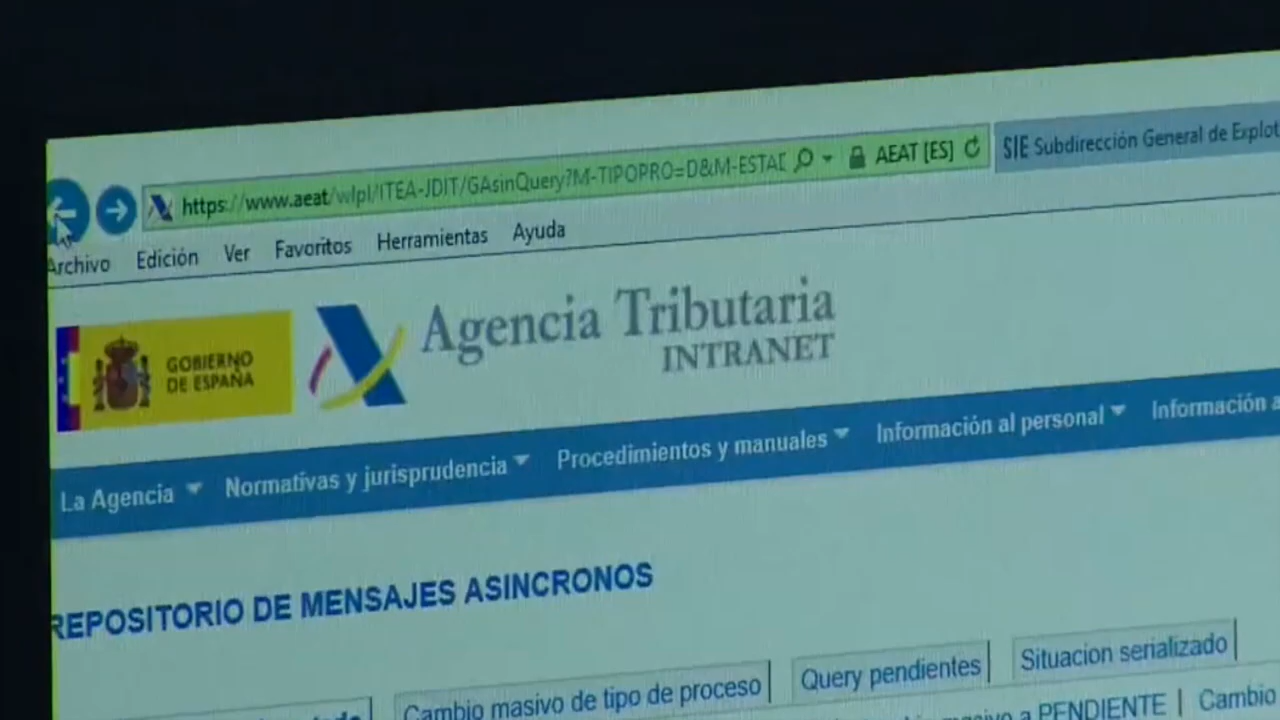 https://www.aeat/wlpl/ITEA-JDIT/GAsinQuery?M-TIPOPRO=D&M-ESTAD
AEAT [ES]
SIE Subdirección General de Explot
Archivo Edición Ver Favoritos Herramientas Ayuda
GOBIERNO
DE ESPAÑA
Agencia Tributaria
INTRANET
La Agencia Normativas y jurisprudencia Procedimientos y manuales Información al personal Información a
REPOSITORIO DE MENSAJES ASINCRONOS
Cambio masivo de tipo de proceso Query pendientes Situacion serializado
masivo a PENDIENTE | Cambio